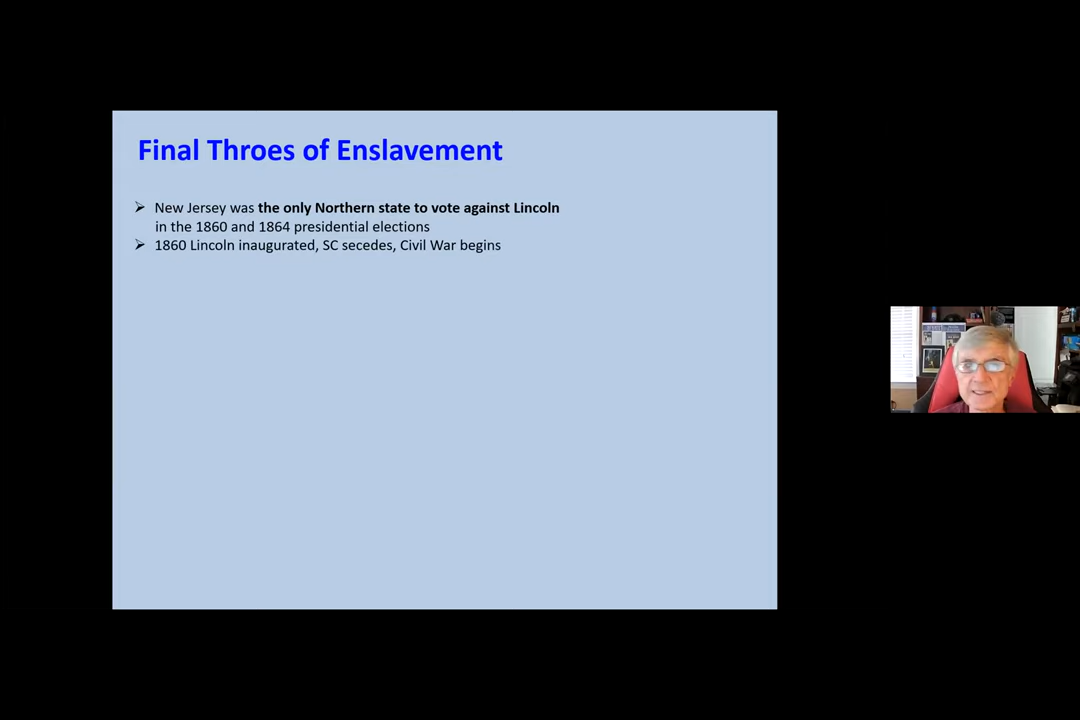 Final Throes of Enslavement
➢ New Jersey was the only Northern state to vote against Lincoln
in the 1860 and 1864 presidential elections
➢ 1860 Lincoln inaugurated, SC secedes, Civil War begins